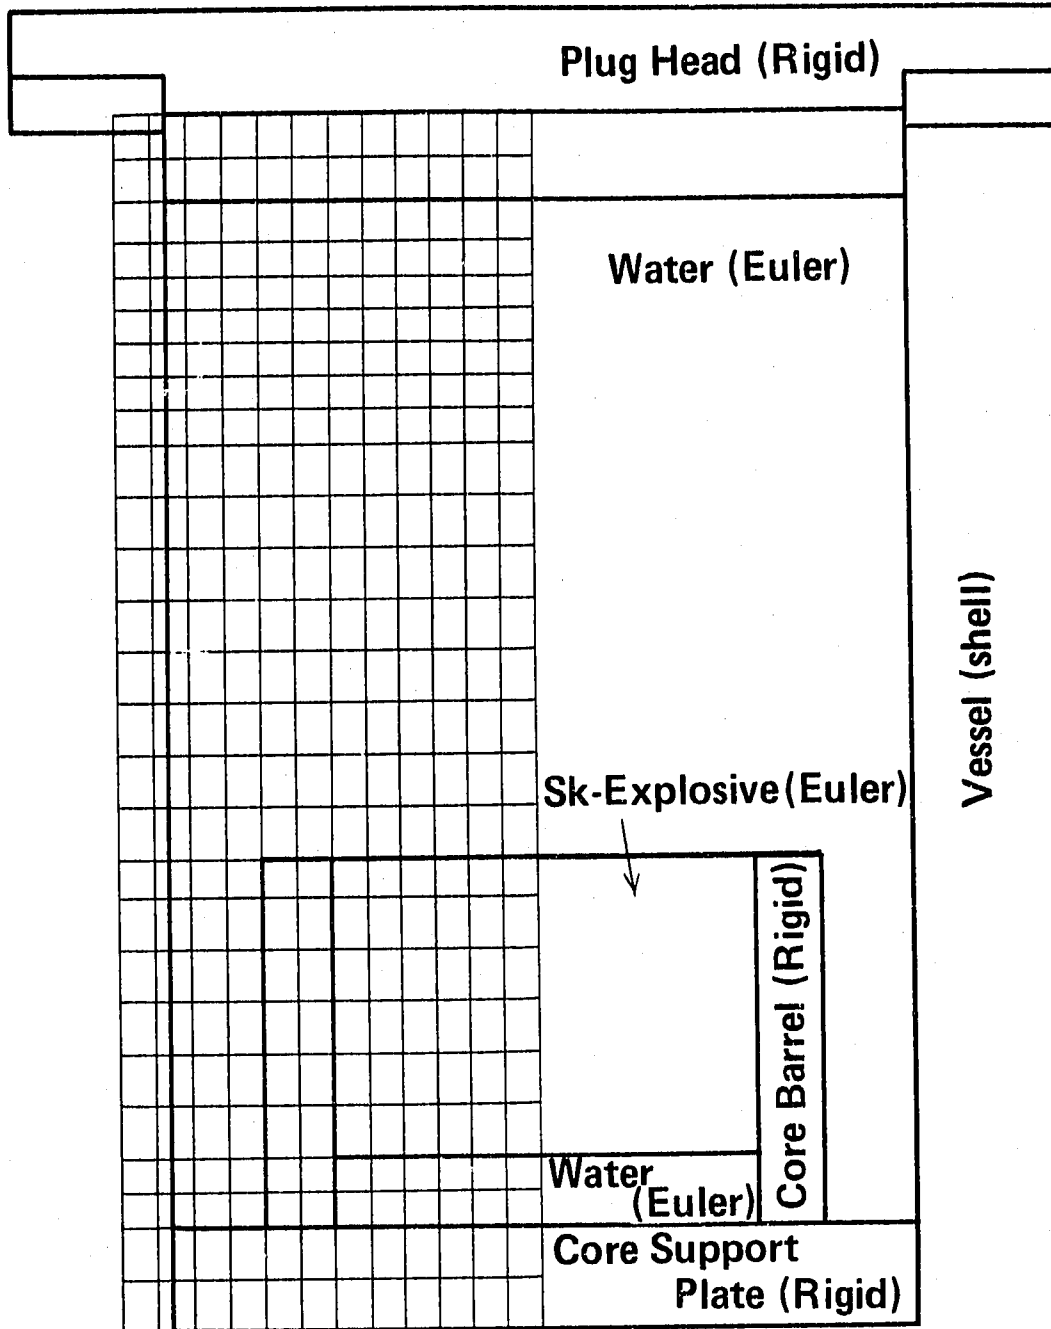 Plug Head (Rigid)
Water (Euler)
Vessel (shell)
Sk-Explosive (Euler)
Core Barrel (Rigid)
Water
(Euler)
Core Support
Plate (Rigid)